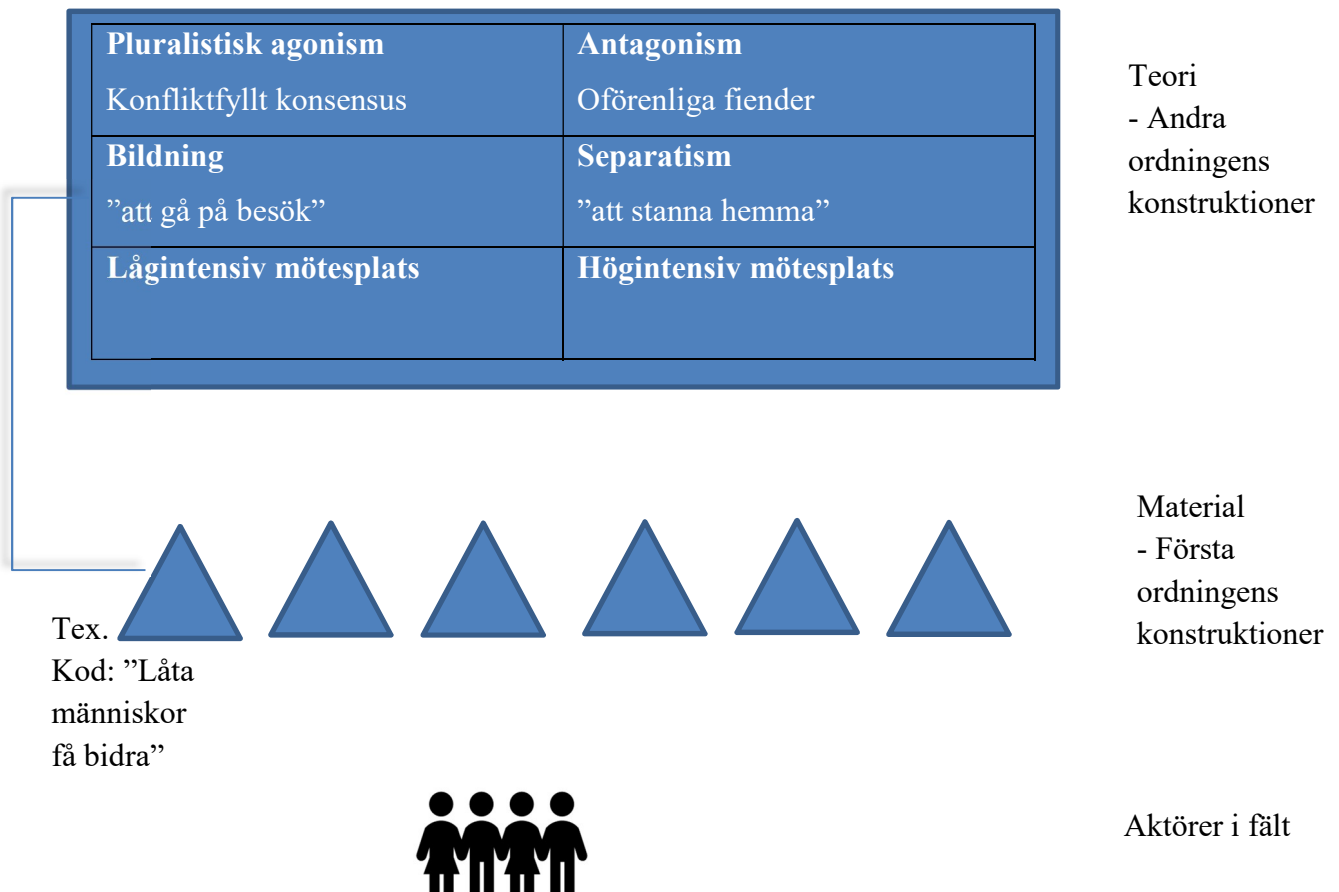 Pluralistisk agonism
Konfliktfyllt konsensus
Antagonism
Oförenliga fiender
Bildning
”att gå på besök”
Separatism
”att stanna hemma”
Lågintensiv mötesplats
Högintensiv mötesplats
Teori
- Andra
ordningens
konstruktioner
Material
- Första
ordningens
konstruktioner
Tex.
Kod: ”Låta
människor
få bidra”
Aktörer i fält